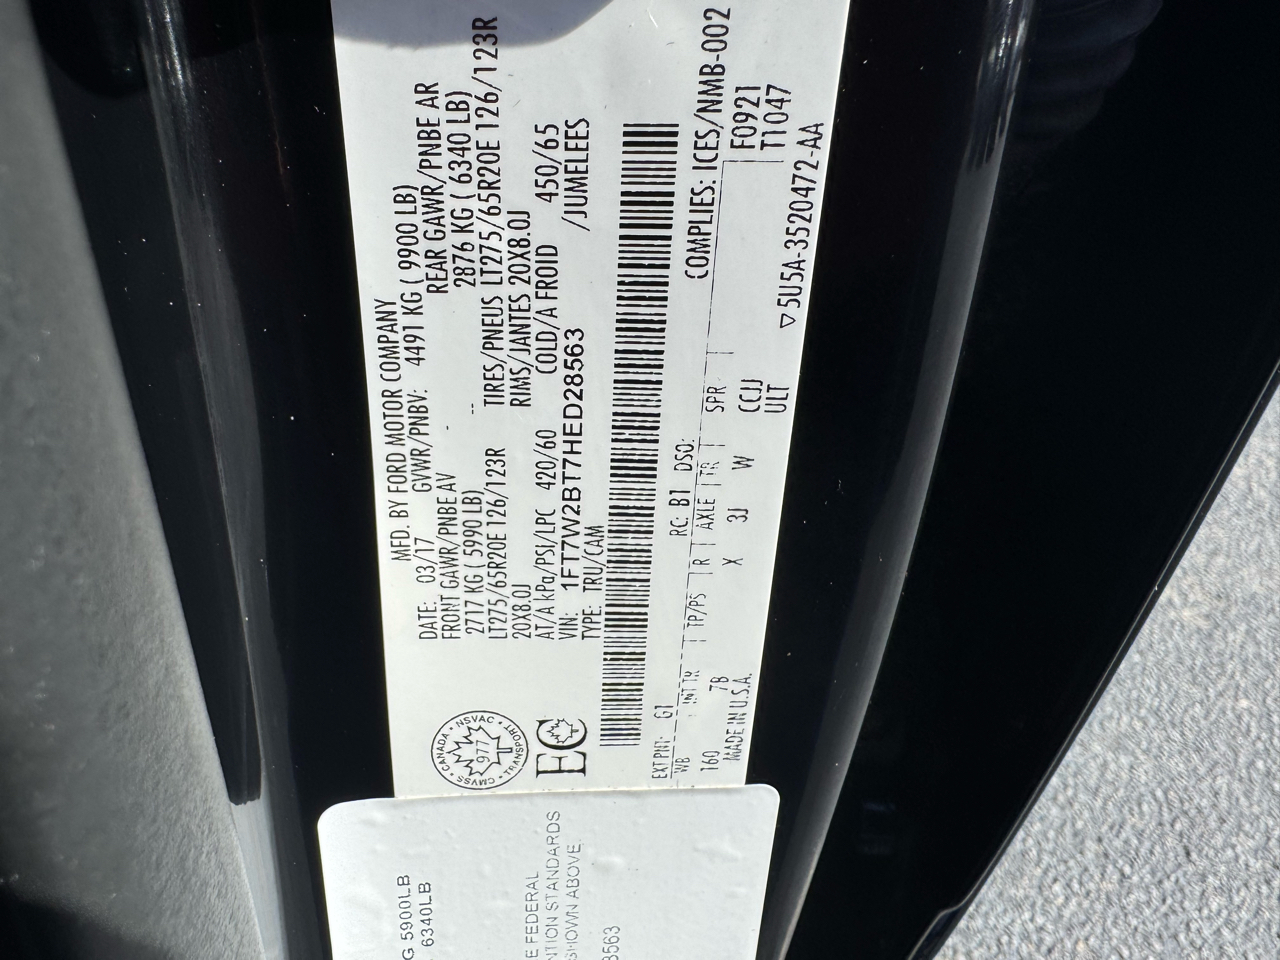 MFD. BY FORD MOTOR COMPANY
DATE: 03/17 GVWR/PNBV: 4491 KG ( 9900 LB)
FRONT GAWR/PNBE AV - REAR GAWR/PNBE AR
2717 KG ( 5990 LB) -- 2876 KG ( 6340 LB)
LT275/65R20E 126/123R TIRES/PNEUS LT275/65R20E 126/123R
20X8.0J RIMS/JANTES 20X8.0J
AT/A kPa/PSI/LPC 420/60 COLD/A FROID 450/65
VIN: 1FT7W2BT7HED28563 /JUMELEES
TYPE: TRU/CAM
CANADA · NSVAC · TRANSPORT · CMVSS
977
EC
COMPLIES: ICES/NMB-002
EXT PNT: G1 RC: B1 DSO:
WB INT TR TP/PS R AXLE TR SPR F0921
160 7B X 3J W CCJJ T1047
MADE IN U.S.A. ULT
▽5U5A-3520472-AA
G 5900LB
6340LB
E FEDERAL
NTION STANDARDS
SHOWN ABOVE.
8563